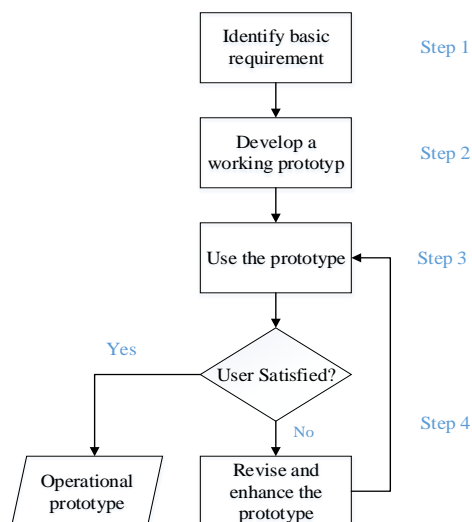 Identify basic
requirement
Step 1
Develop a
working prototyp
Step 2
Use the prototype
Step 3
Yes
User Satisfied?
No
Step 4
Operational
prototype
Revise and
enhance the
prototype